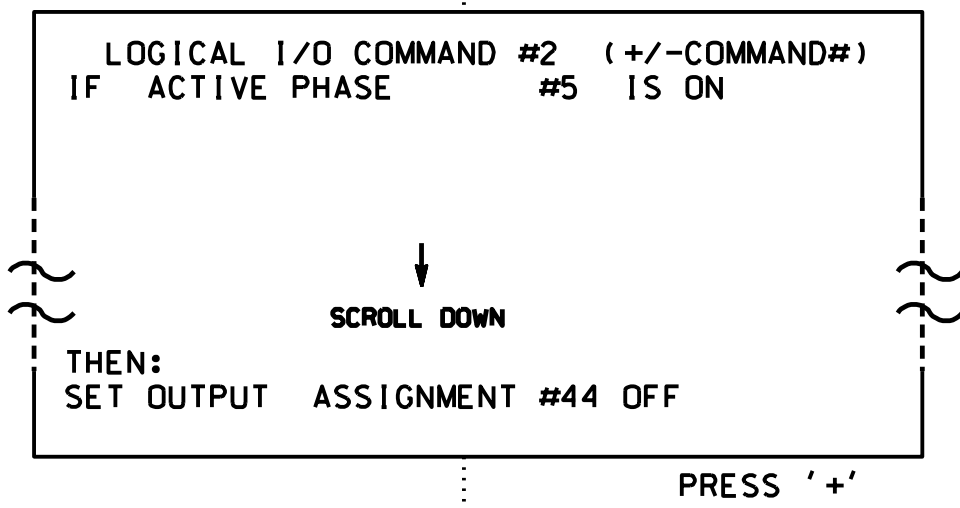 LOGICAL I/O COMMAND #2 (+/-COMMAND#)
IF ACTIVE PHASE #5 IS ON
SCROLL DOWN
THEN:
SET OUTPUT ASSIGNMENT #44 OFF
PRESS '+'